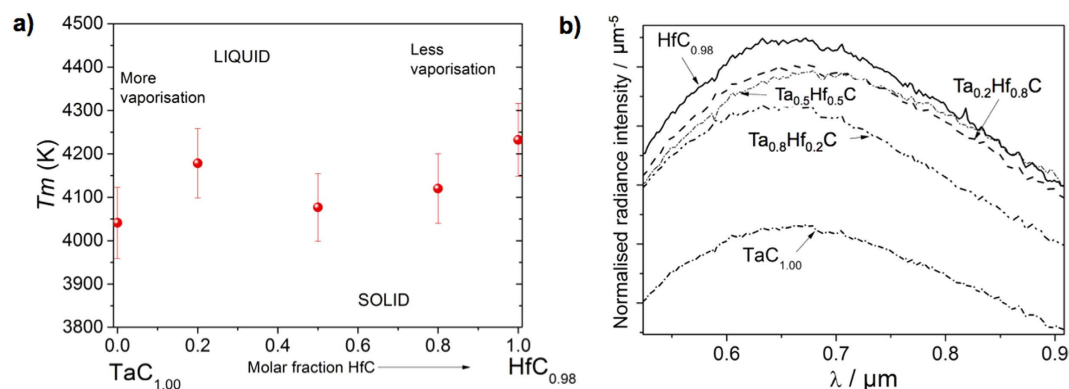 a)
4500
4400
4300
4200
4100
4000
3900
3800
Tm (K)
LIQUID
More
vaporisation
Less
vaporisation
SOLID
0.0
0.2
0.4
0.6
0.8
1.0
Molar fraction HfC
TaC1.00
HfC0.98
b)
Normalised radiance intensity / µm-5
HfC0.98
Ta0.2Hf0.8C
Ta0.5Hf0.5C
Ta0.8Hf0.2C
TaC1.00
0.6
0.7
0.8
0.9
λ / µm